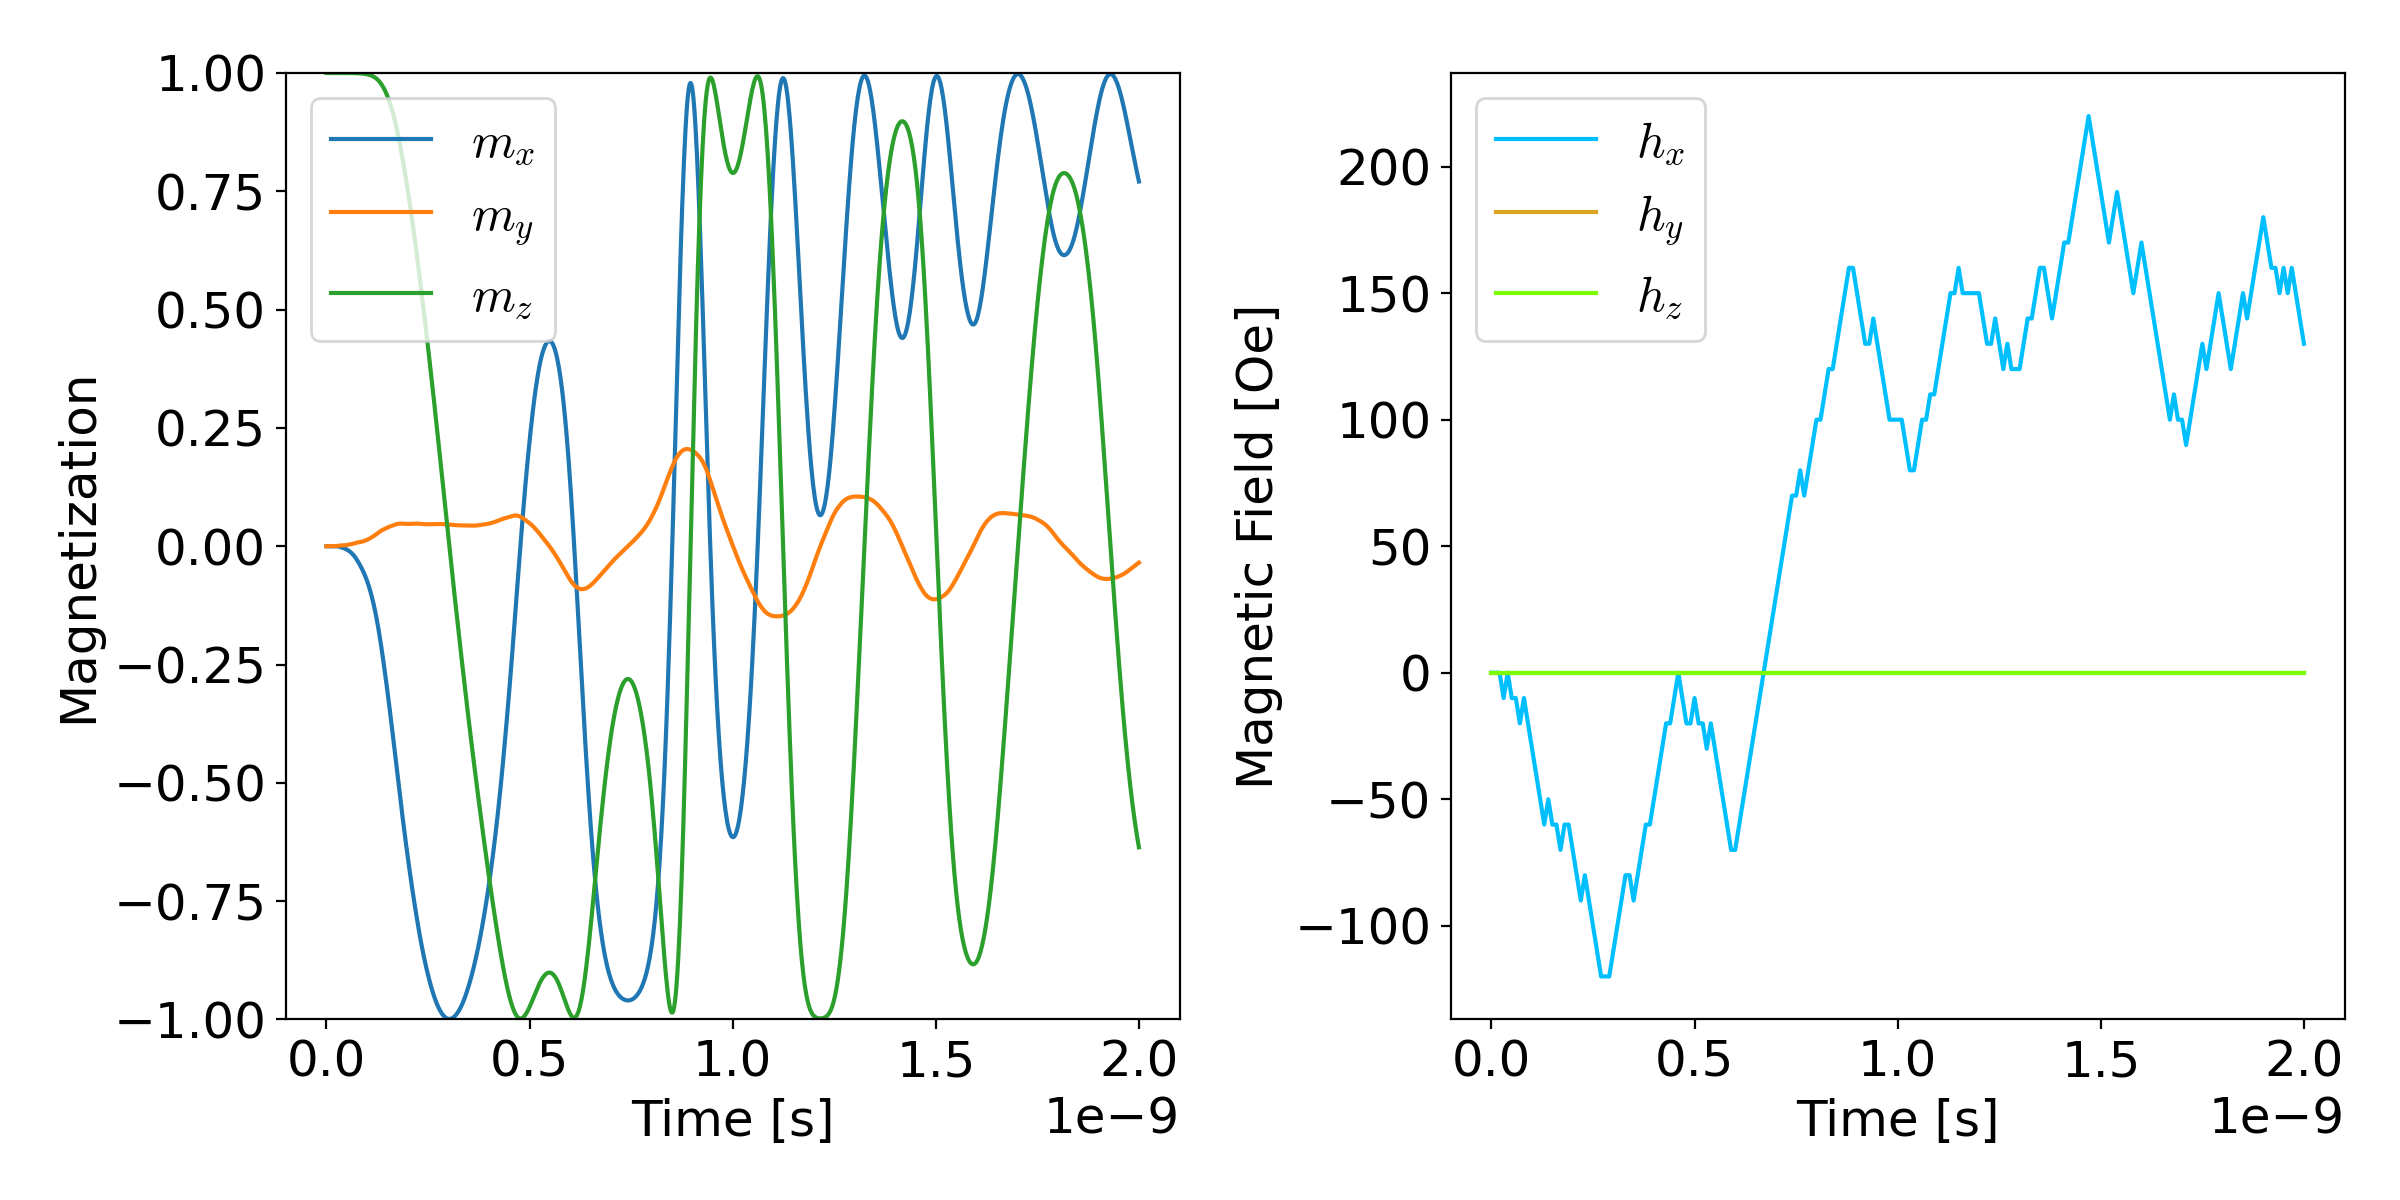 1.00
0.75
0.50
0.25
0.00
−0.25
−0.50
−0.75
−1.00
Magnetization
m_x
m_y
m_z
0.0 0.5 1.0 1.5 2.0
Time [s]
1e−9
200
150
100
50
0
−50
−100
Magnetic Field [Oe]
h_x
h_y
h_z
0.0 0.5 1.0 1.5 2.0
Time [s]
1e−9